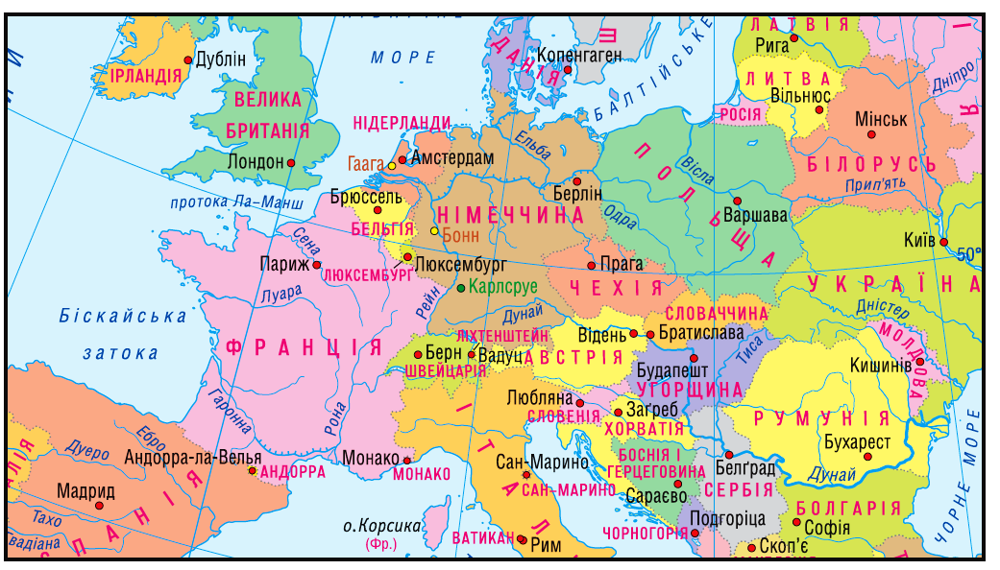 ЛАТВІЯ
Рига
ІРЛАНДІЯ
Дублін
МОРЕ
ДАНІЯ
Копенгаген
БАЛТІЙСЬКЕ
ЛИТВА
Вільнюс
Дніпро
ВЕЛИКА
БРИТАНІЯ
РОСІЯ
Мінськ
НІДЕРЛАНДИ
Лондон
Гаага
Амстердам
Ельба
ПОЛЬЩА
Вісла
БІЛОРУСЬ
Прип'ять
протока Ла-Манш
Брюссель
БЕЛЬГІЯ
НІМЕЧЧИНА
Берлін
Одра
Варшава
Бонн
Київ
50°
Сена
Париж
ЛЮКСЕМБУРГ
Люксембург
Прага
ЧЕХІЯ
УКРАЇНА
Луара
Рейн
Карлсруе
Дністер
Біскайська
затока
Дунай
СЛОВАЧЧИНА
МОЛДОВА
ФРАНЦІЯ
ЛІХТЕНШТЕЙН
Відень
Братислава
Тиса
Берн
Вадуц
АВСТРІЯ
ШВЕЙЦАРІЯ
Будапешт
УГОРЩИНА
Кишинів
Гаронна
Рона
Любляна
СЛОВЕНІЯ
Загреб
ХОРВАТІЯ
РУМУНІЯ
Бухарест
ІТАЛ
Ебро
Дуеро
Андорра-ла-Велья
АНДОРРА
Монако
МОНАКО
Сан-Марино
САН-МАРИНО
БОСНІЯ І
ГЕРЦЕГОВИНА
Сараєво
Белґрад
СЕРБІЯ
Дунай
ЧОРНЕ МОРЕ
АЛІЯ
Мадрид
ПАНІЯ
Тахо
вадіана
о.Корсика
(Фр.)
ВАТИКАН
Рим
ЧОРНОГОРІЯ
Подгоріца
БОЛГАРІЯ
Софія
Скоп'є